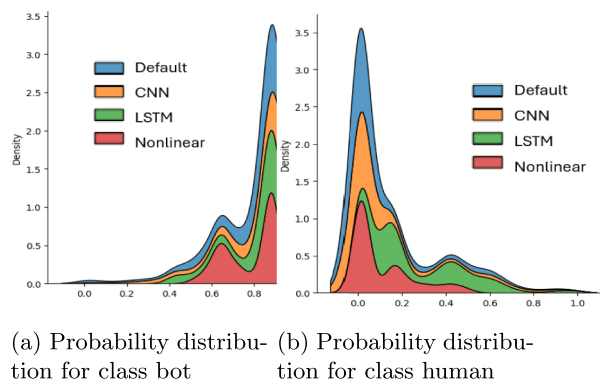 3.5
3.0
2.5
2.0
1.5
1.0
0.5
0.0
Density
Default
CNN
LSTM
Nonlinear
0.0 0.2 0.4 0.6 0.8
3.5
3.0
2.5
2.0
1.5
1.0
0.5
0.0
Density
Default
CNN
LSTM
Nonlinear
0.0 0.2 0.4 0.6 0.8 1.0
(a) Probability distribu-
tion for class bot
(b) Probability distribu-
tion for class human